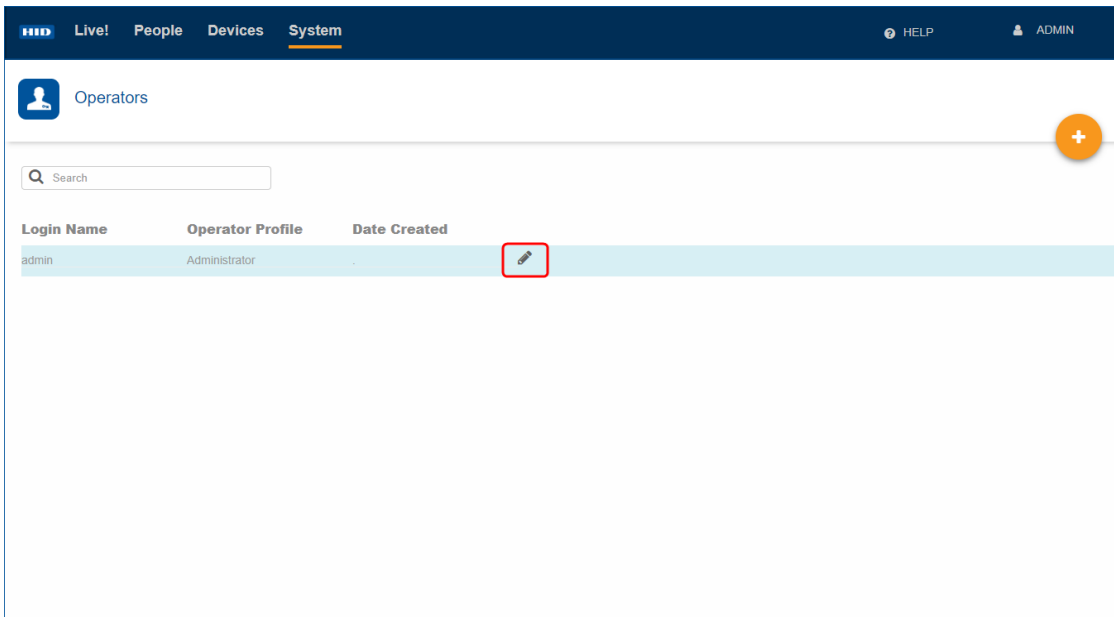 HID Live! People Devices System HELP ADMIN
Operators
Search
Login Name Operator Profile Date Created
admin Administrator .